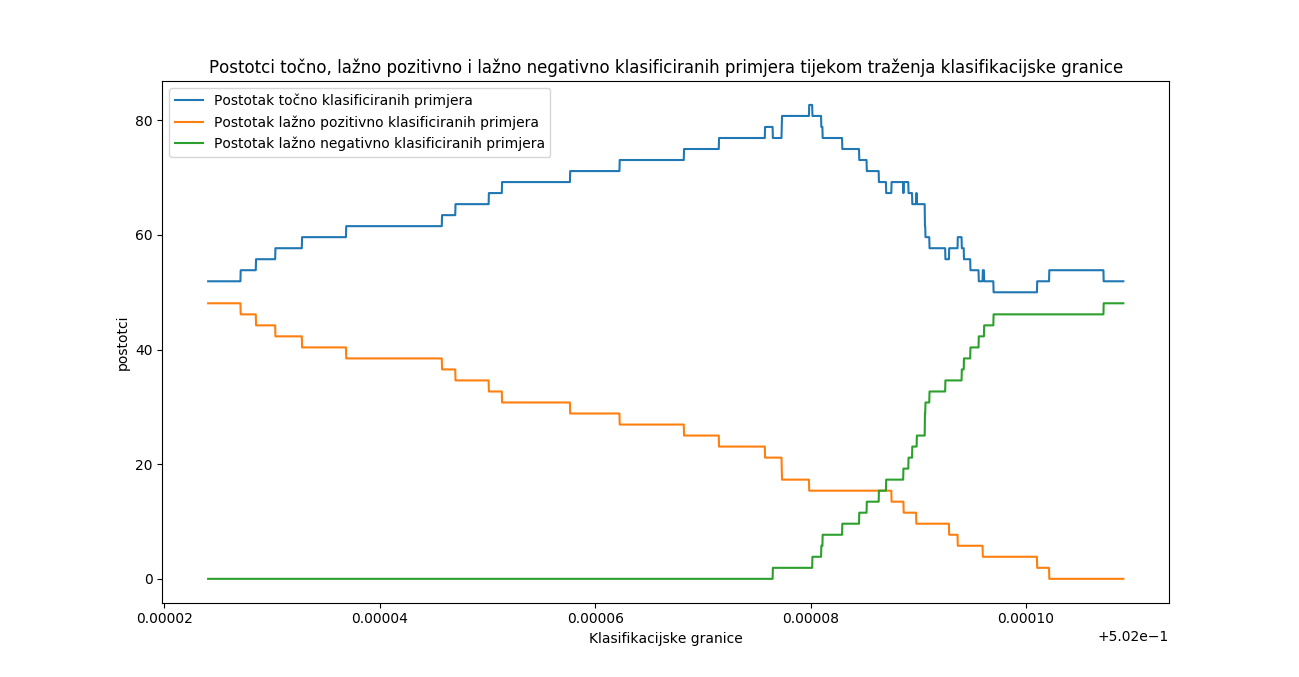 Postotci točno, lažno pozitivno i lažno negativno klasificiranih primjera tijekom traženja klasifikacijske granice
Postotak točno klasificiranih primjera
Postotak lažno pozitivno klasificiranih primjera
Postotak lažno negativno klasificiranih primjera
80
60
40
20
0
postotci
0.00002 0.00004 0.00006 0.00008 0.00010
Klasifikacijske granice
+5.02e−1